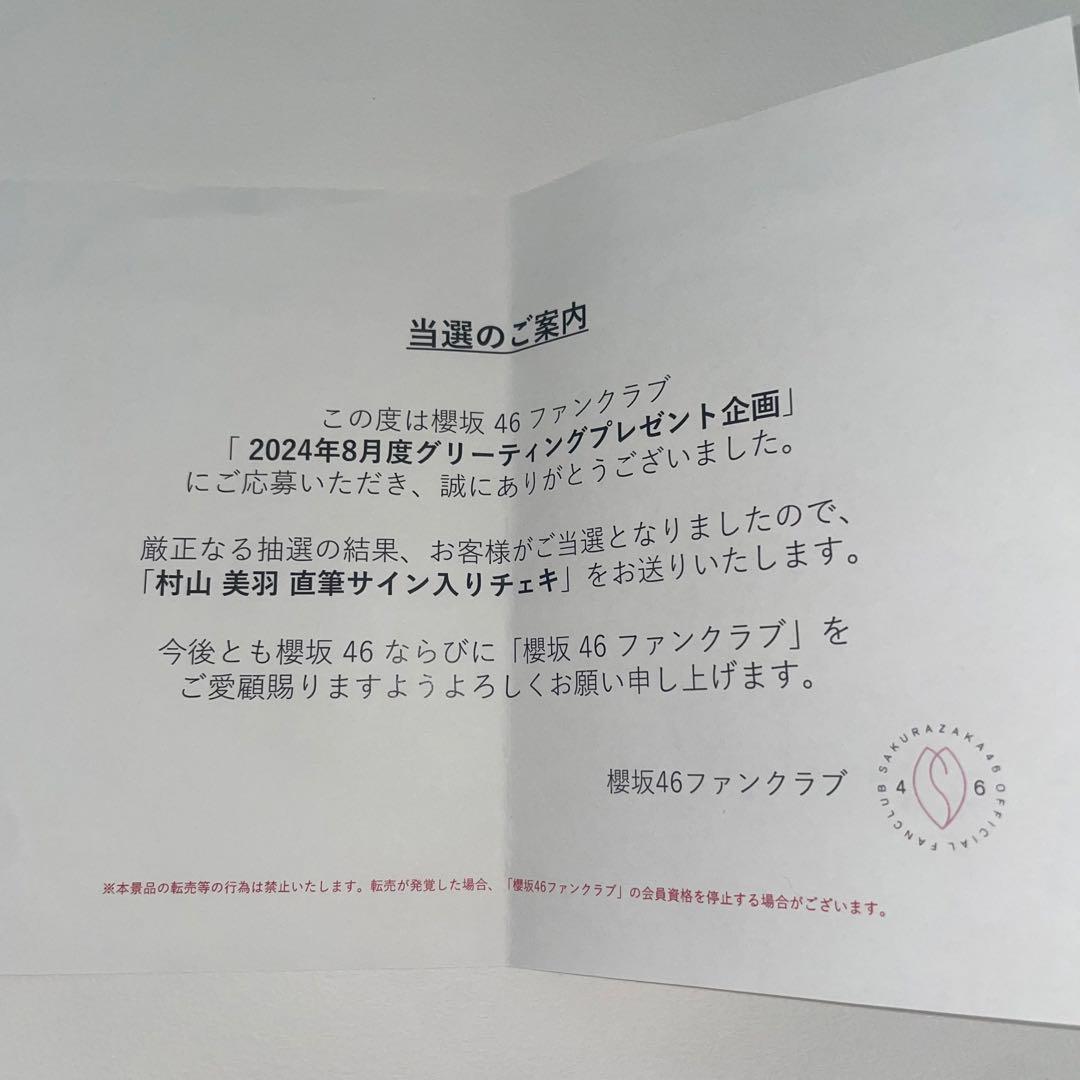 当選のご案内
この度は櫻坂 46 ファンクラブ
「 2024年8月度グリーティングプレゼント企画」
にご応募いただき、誠にありがとうございました。
厳正なる抽選の結果、お客様がご当選となりましたので、
「村山 美羽 直筆サイン入りチェキ」をお送りいたします。
今後とも櫻坂 46 ならびに「櫻坂 46 ファンクラブ」を
ご愛顧賜りますようよろしくお願い申し上げます。
櫻坂46ファンクラブ
SAKURAZAKA46 OFFICIAL FANCLUB
4 6
※本景品の転売等の行為は禁止いたします。転売が発覚した場合、「櫻坂46ファンクラブ」の会員資格を停止する場合がございます。